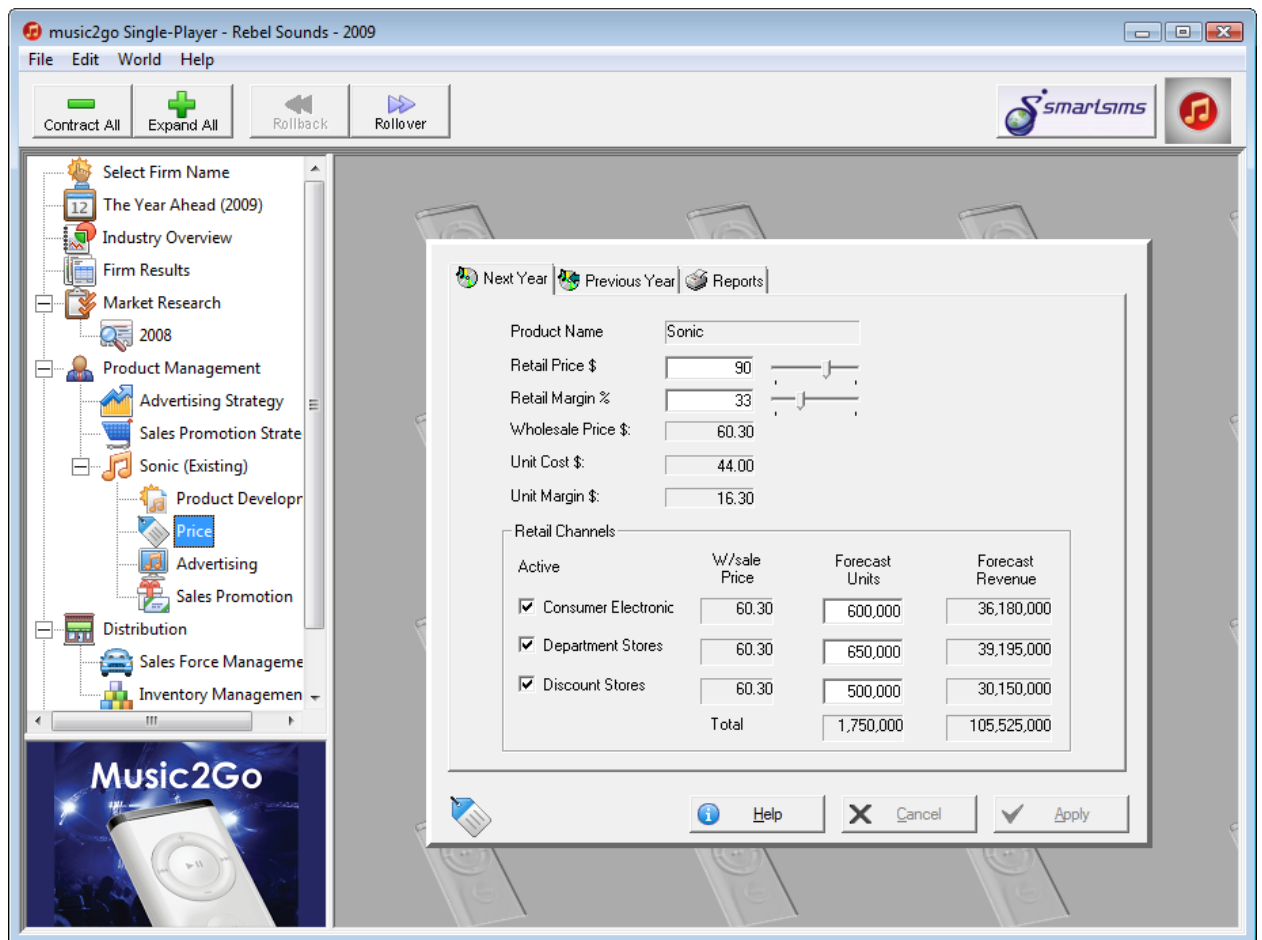 music2go Single-Player - Rebel Sounds - 2009
File Edit World Help
Contract All Expand All Rollback Rollover smartsims
Select Firm Name
12 The Year Ahead (2009)
Industry Overview
Firm Results
Market Research
2008
Product Management
Advertising Strategy
Sales Promotion Strate
Sonic (Existing)
Product Developr
Price
Advertising
Sales Promotion
Distribution
Sales Force Manageme
Inventory Managemen
Music2Go
Next Year Previous Year Reports
Product Name Sonic
Retail Price $ 90
Retail Margin % 33
Wholesale Price $: 60.30
Unit Cost $: 44.00
Unit Margin $: 16.30
Retail Channels
Active W/sale Price Forecast Units Forecast Revenue
Consumer Electronic 60.30 600,000 36,180,000
Department Stores 60.30 650,000 39,195,000
Discount Stores 60.30 500,000 30,150,000
Total 1,750,000 105,525,000
Help Cancel Apply